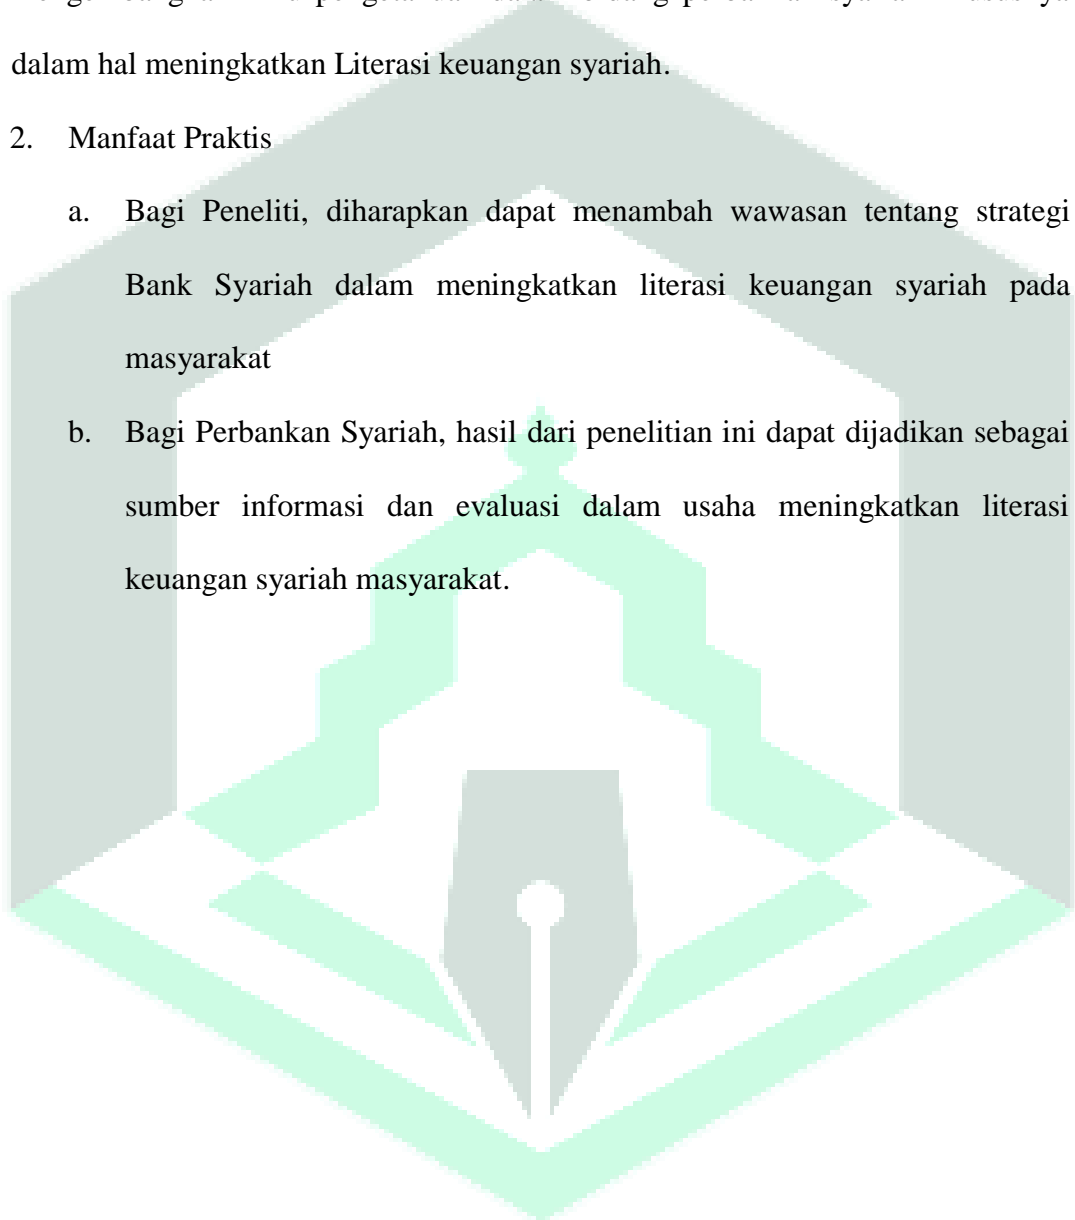 dalam hal meningkatkan Literasi keuangan syariah.
2. Manfaat Praktis
a. Bagi Peneliti, diharapkan dapat menambah wawasan tentang strategi
Bank Syariah dalam meningkatkan literasi keuangan syariah pada
masyarakat
b. Bagi Perbankan Syariah, hasil dari penelitian ini dapat dijadikan sebagai
sumber informasi dan evaluasi dalam usaha meningkatkan literasi
keuangan syariah masyarakat.